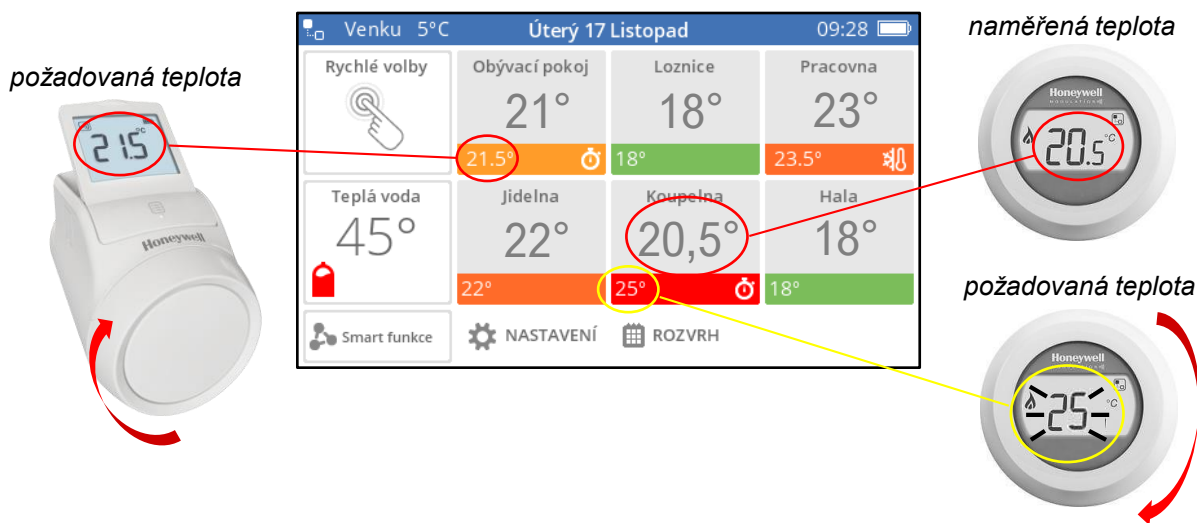 naměřená teplota
požadovaná teplota
21.5 °C
Honeywell
Venku 5°C
Úterý 17 Listopad
09:28
Rychlé volby
Obývací pokoj
21°
21.5°
Loznice
18°
18°
Pracovna
23°
23.5°
Teplá voda
45°
Jidelna
22°
22°
Koupelna
20,5°
25°
Hala
18°
18°
Smart funkce
NASTAVENÍ
ROZVRH
Honeywell
20.5 °C
požadovaná teplota
Honeywell
25 °C